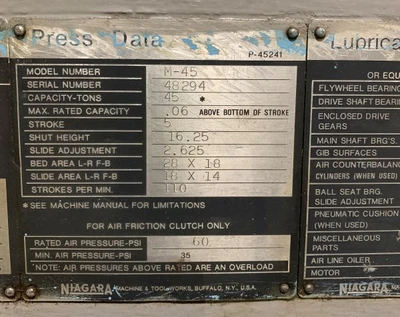 Press Data
P-45241
MODEL NUMBER M-45
SERIAL NUMBER 48294
CAPACITY-TONS 45 *
MAX. RATED CAPACITY .06 ABOVE BOTTOM OF STROKE
STROKE 5
SHUT HEIGHT 16.25
SLIDE ADJUSTMENT 2.625
BED AREA L-R F-B 28 X 18
SLIDE AREA L-R F-B 18 X 14
STROKES PER MIN. 110
*SEE MACHINE MANUAL FOR LIMITATIONS
FOR AIR FRICTION CLUTCH ONLY
RATED AIR PRESSURE-PSI 60
MIN. AIR PRESSURE-PSI 35
*NOTE: AIR PRESSURES ABOVE RATED ARE AN OVERLOAD
NIAGARA MACHINE & TOOL WORKS, BUFFALO, N.Y., U.S.A.
Lubrica
OR EQU
FLYWHEEL BEARING
DRIVE SHAFT BEARI
ENCLOSED DRIVE
GEARS
MAIN SHAFT BRG'S.
GIB SURFACES
AIR COUNTERBALANC
CYLINDERS (WHEN USED)
BALL SEAT BRG.
SLIDE ADJUSTMENT
PNEUMATIC CUSHION
(WHEN USED)
MISCELLANEOUS
PARTS
AIR LINE OILER
MOTOR
NIAGARA MA